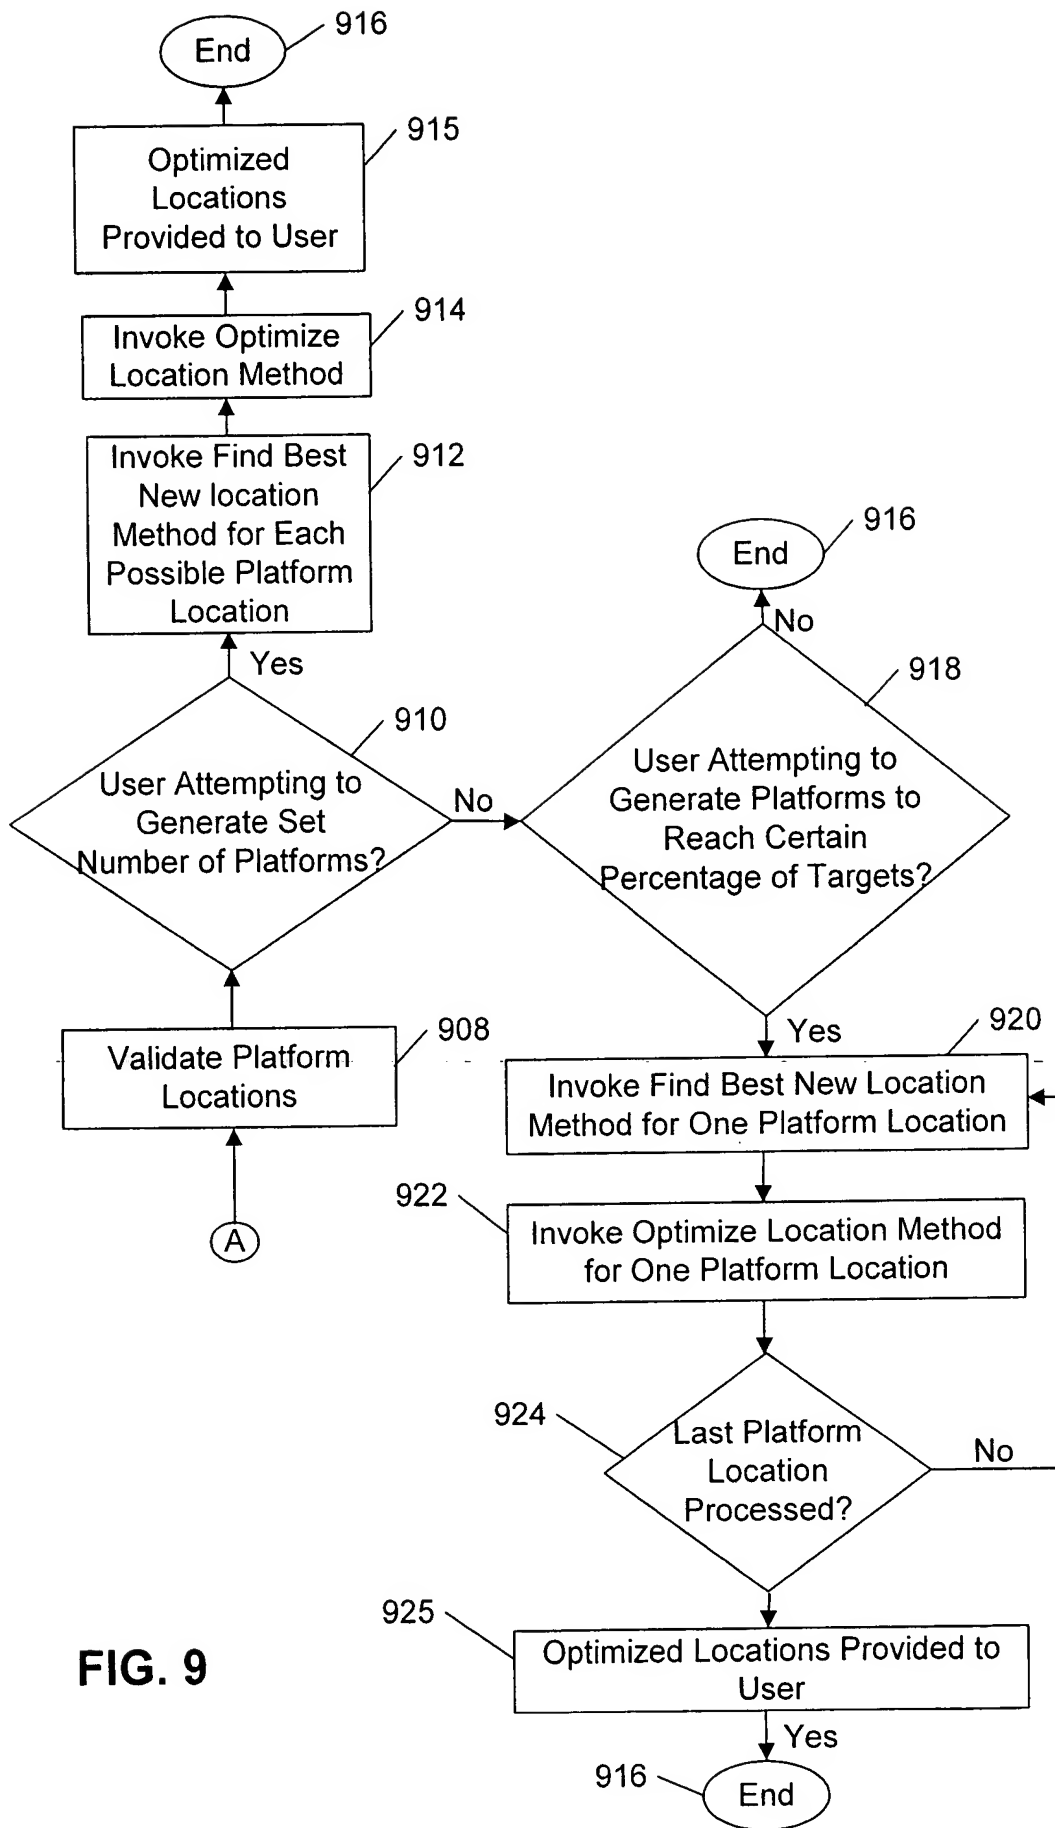 End
916
915
Optimized
Locations
Provided to User
914
Invoke Optimize
Location Method
912
Invoke Find Best
New location
Method for Each
Possible Platform
Location
Yes
910
User Attempting to
Generate Set
Number of Platforms?
No
908
Validate Platform
Locations
A
916
End
No
918
User Attempting to
Generate Platforms to
Reach Certain
Percentage of Targets?
Yes
920
Invoke Find Best New Location
Method for One Platform Location
922
Invoke Optimize Location Method
for One Platform Location
924
Last Platform
Location
Processed?
No
925
Optimized Locations Provided to
User
Yes
916
End
FIG. 9